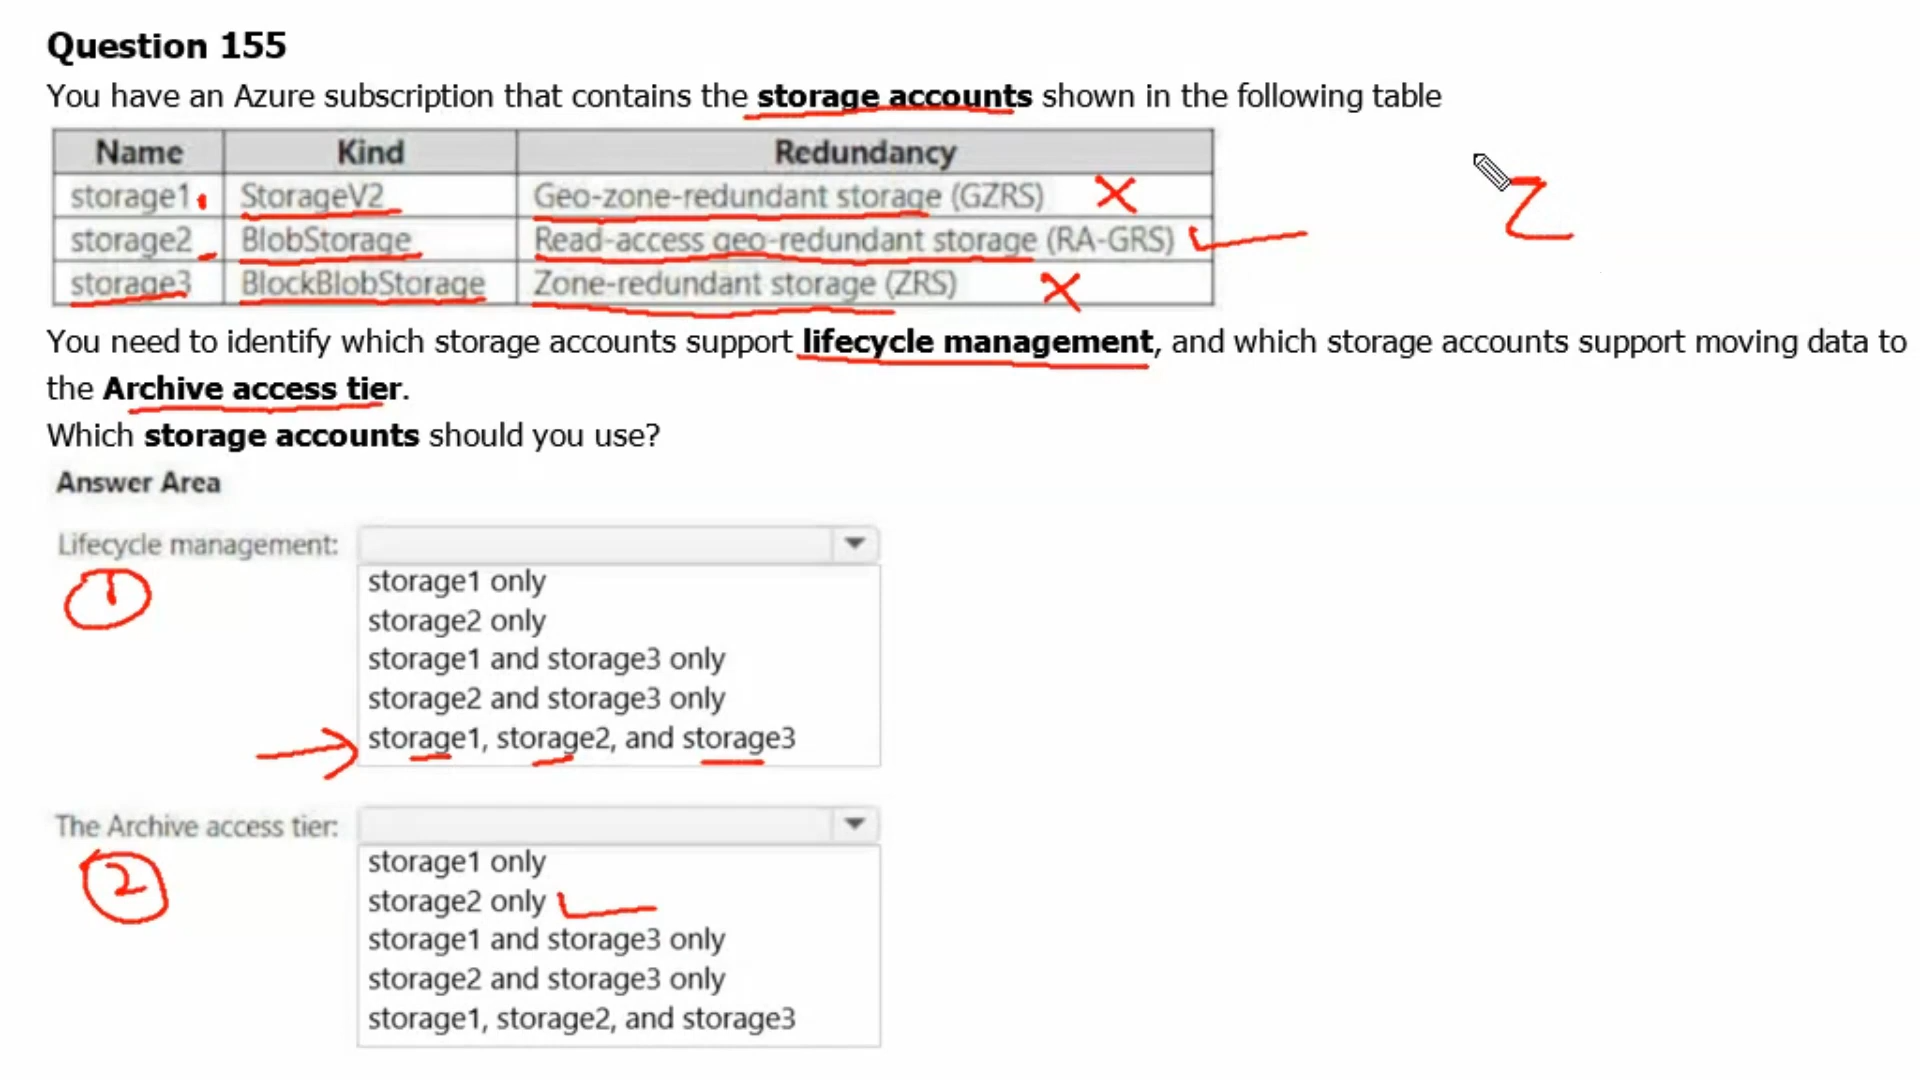 Question 155
You have an Azure subscription that contains the storage accounts shown in the following table
Name Kind Redundancy
storage1 StorageV2 Geo-zone-redundant storage (GZRS)
storage2 BlobStorage Read-access geo-redundant storage (RA-GRS)
storage3 BlockBlobStorage Zone-redundant storage (ZRS)
You need to identify which storage accounts support lifecycle management, and which storage accounts support moving data to
the Archive access tier.
Which storage accounts should you use?
Answer Area
Lifecycle management:
1
storage1 only
storage2 only
storage1 and storage3 only
storage2 and storage3 only
storage1, storage2, and storage3
The Archive access tier:
2
storage1 only
storage2 only
storage1 and storage3 only
storage2 and storage3 only
storage1, storage2, and storage3